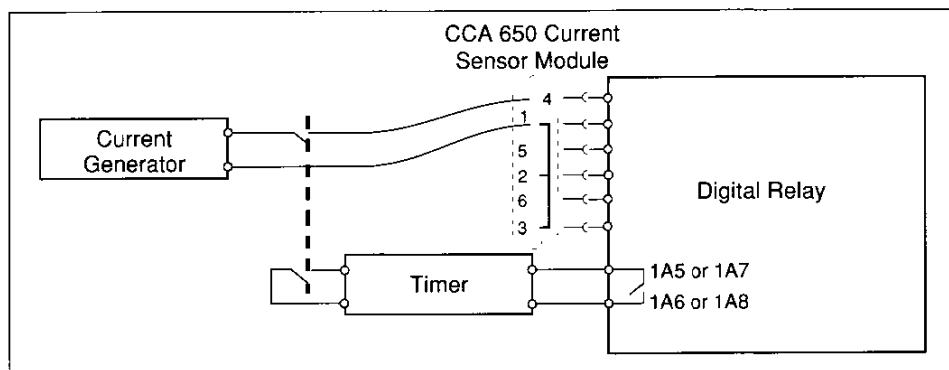 CCA 650 Current
Sensor Module
4
1
5
2
6
3
Current
Generator
Digital Relay
Timer
1A5 or 1A7
1A6 or 1A8